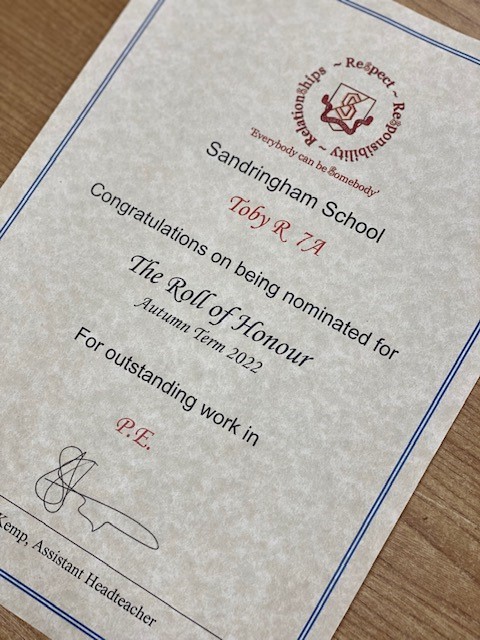 Relationships ~ Respect ~ Responsibility ~
'Everybody can be Somebody'
Sandringham School
Toby R 7A
Congratulations on being nominated for
The Roll of Honour
Autumn Term 2022
For outstanding work in
P.E.
Kemp, Assistant Headteacher